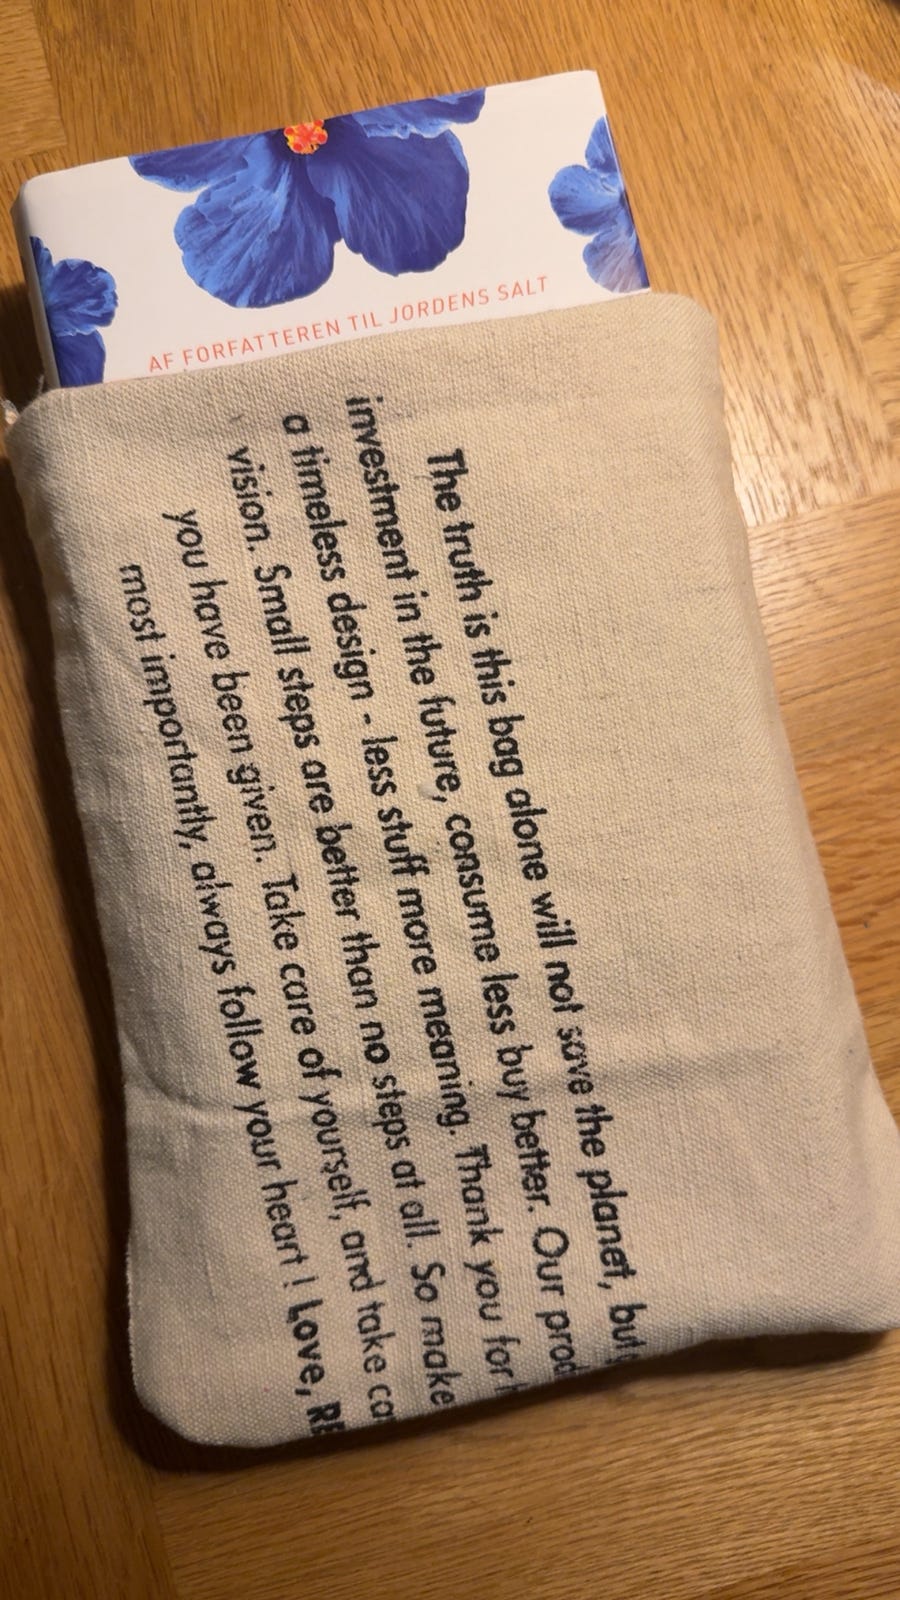 AF FORFATTEREN TIL JORDENS SALT
The truth is this bag alone will not save the planet, but
investment in the future, consume less buy better. Our
a timeless design - less stuff more meaning. Thank you for
vision. Small steps are better than no steps at all. So make
you have been given. Take care of yourself, and take
most importantly, always follow your heart ! Love,